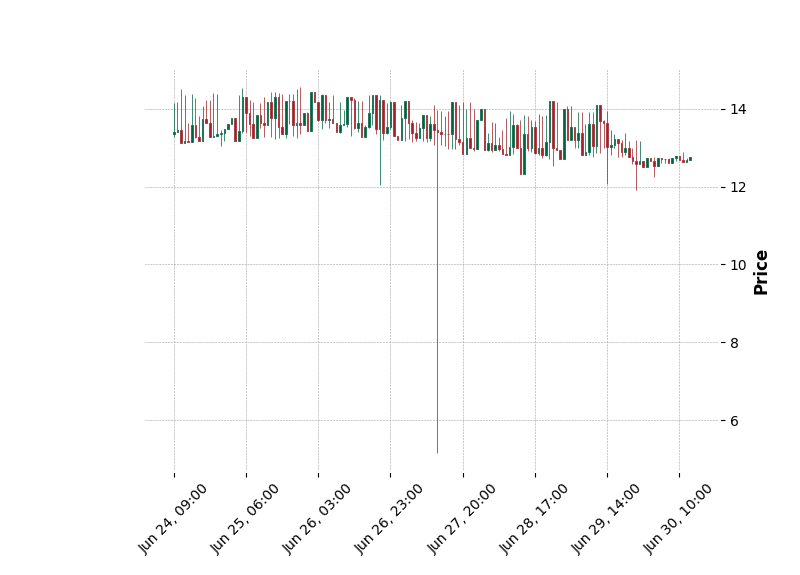 14
12
10
8
6
Price
Jun 24, 09:00
Jun 25, 06:00
Jun 26, 03:00
Jun 26, 23:00
Jun 27, 20:00
Jun 28, 17:00
Jun 29, 14:00
Jun 30, 10:00